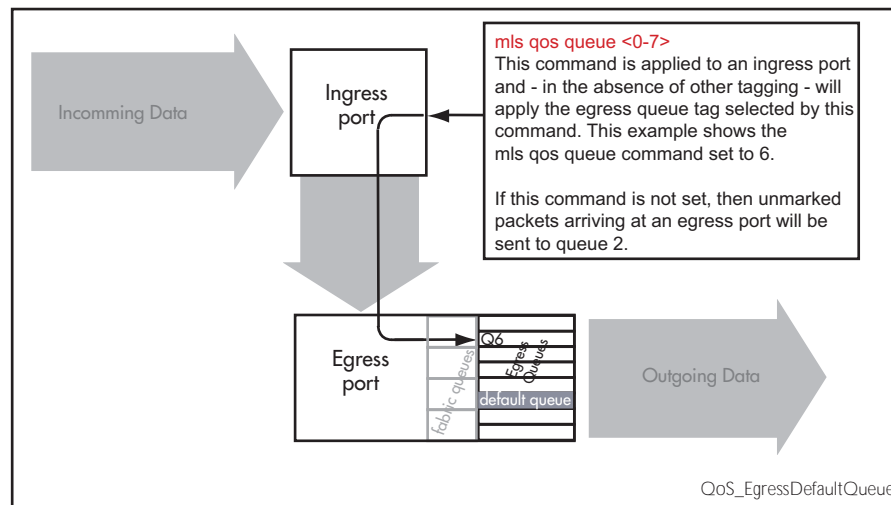 mls qos queue <0-7>
This command is applied to an ingress port
and - in the absence of other tagging - will
apply the egress queue tag selected by this
command. This example shows the
mls qos queue command set to 6.
If this command is not set, then unmarked
packets arriving at an egress port will be
sent to queue 2.
Incomming Data
Ingress
port
Egress
port
fabric queues
Q6
Egress
Queues
default queue
Outgoing Data
QoS_EgressDefaultQueue